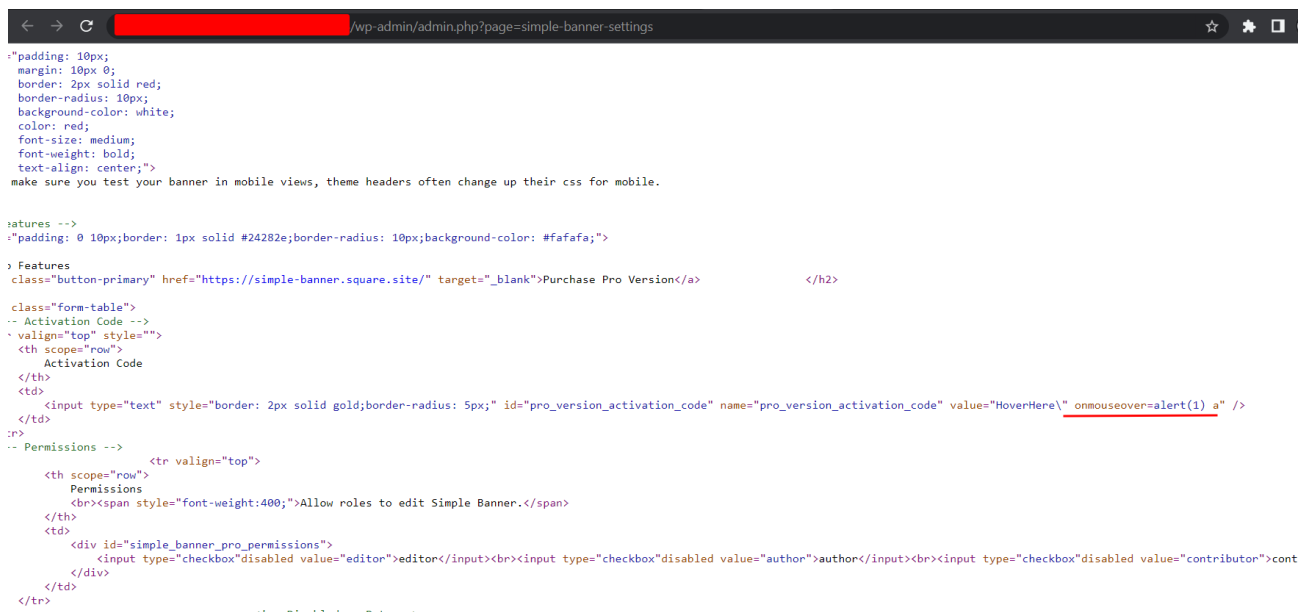 /wp-admin/admin.php?page=simple-banner-settings
="padding: 10px;
margin: 10px 0;
border: 2px solid red;
border-radius: 10px;
background-color: white;
color: red;
font-size: medium;
font-weight: bold;
text-align: center;">
make sure you test your banner in mobile views, theme headers often change up their css for mobile.
eatures -->
="padding: 0 10px;border: 1px solid #24282e;border-radius: 10px;background-color: #fafafa;">
o Features
class="button-primary" href="https://simple-banner.square.site/" target="_blank">Purchase Pro Version</a> </h2>
class="form-table">
-- Activation Code -->
valign="top" style="">
<th scope="row">
Activation Code
</th>
<td>
<input type="text" style="border: 2px solid gold;border-radius: 5px;" id="pro_version_activation_code" name="pro_version_activation_code" value="HoverHere\" onmouseover=alert(1) a" />
</td>
tr>
-- Permissions -->
<tr valign="top">
<th scope="row">
Permissions
<br><span style="font-weight:400;">Allow roles to edit Simple Banner.</span>
</th>
<td>
<div id="simple_banner_pro_permissions">
<input type="checkbox"disabled value="editor">editor</input><br><input type="checkbox"disabled value="author">author</input><br><input type="checkbox"disabled value="contributor">cont
</div>
</td>
</tr>